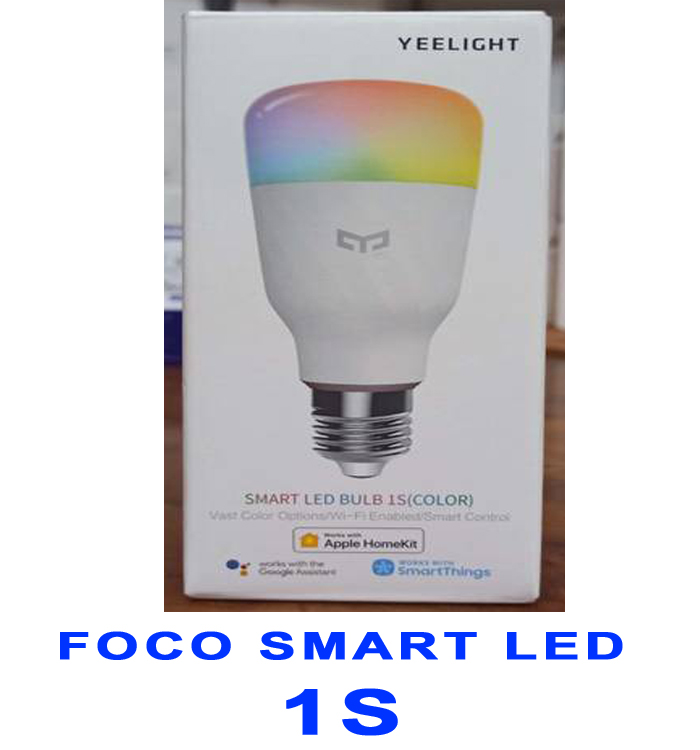 YEELIGHT
SMART LED BULB 1S(COLOR)
Vast Color Options/Wi-Fi Enabled/Smart Control
Works with
Apple HomeKit
works with the
Google Assistant
WORKS WITH
SmartThings
FOCO SMART LED
1S